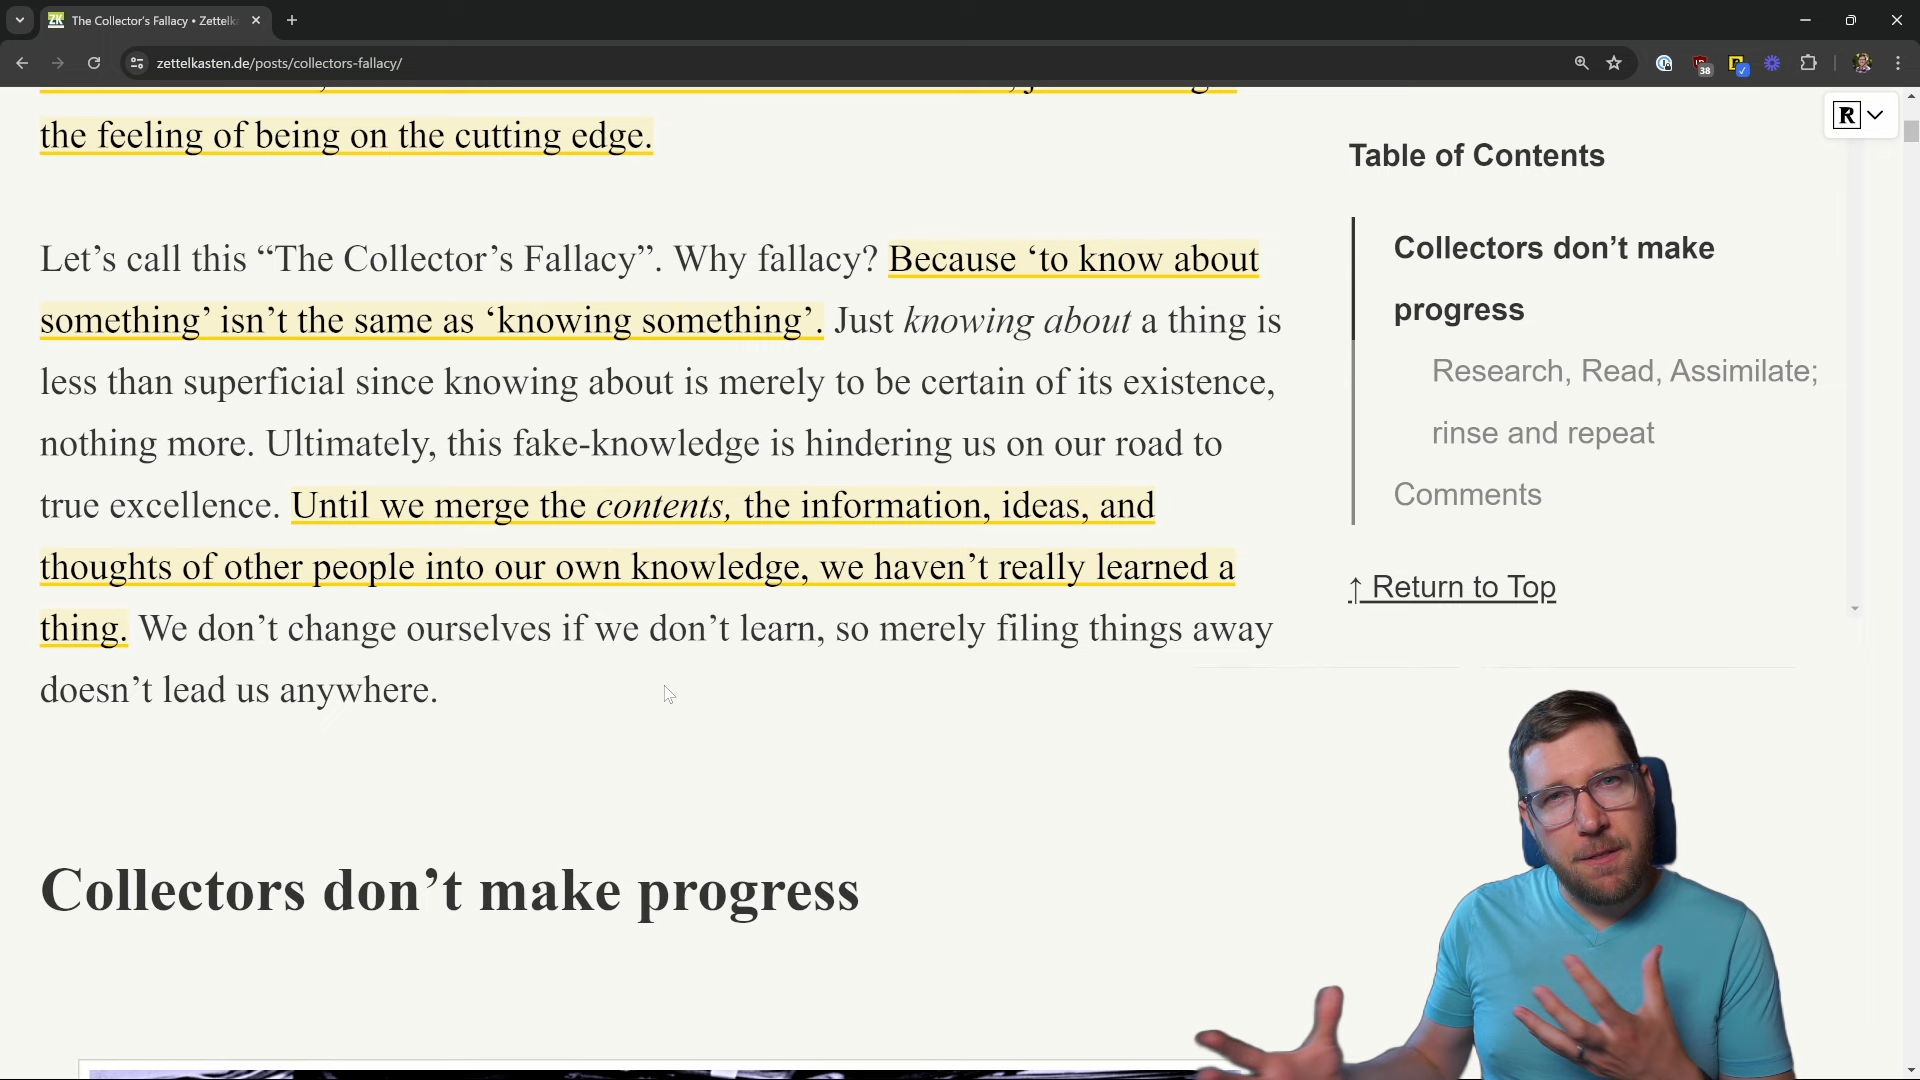 The Collector's Fallacy • Zettelk
zettelkasten.de/posts/collectors-fallacy/
38
R
the feeling of being on the cutting edge.
Let’s call this “The Collector’s Fallacy”. Why fallacy? Because ‘to know about
something’ isn’t the same as ‘knowing something’. Just knowing about a thing is
less than superficial since knowing about is merely to be certain of its existence,
nothing more. Ultimately, this fake-knowledge is hindering us on our road to
true excellence. Until we merge the contents, the information, ideas, and
thoughts of other people into our own knowledge, we haven’t really learned a
thing. We don’t change ourselves if we don’t learn, so merely filing things away
doesn’t lead us anywhere.
Collectors don’t make progress
Table of Contents
Collectors don’t make
progress
Research, Read, Assimilate;
rinse and repeat
Comments
↑ Return to Top